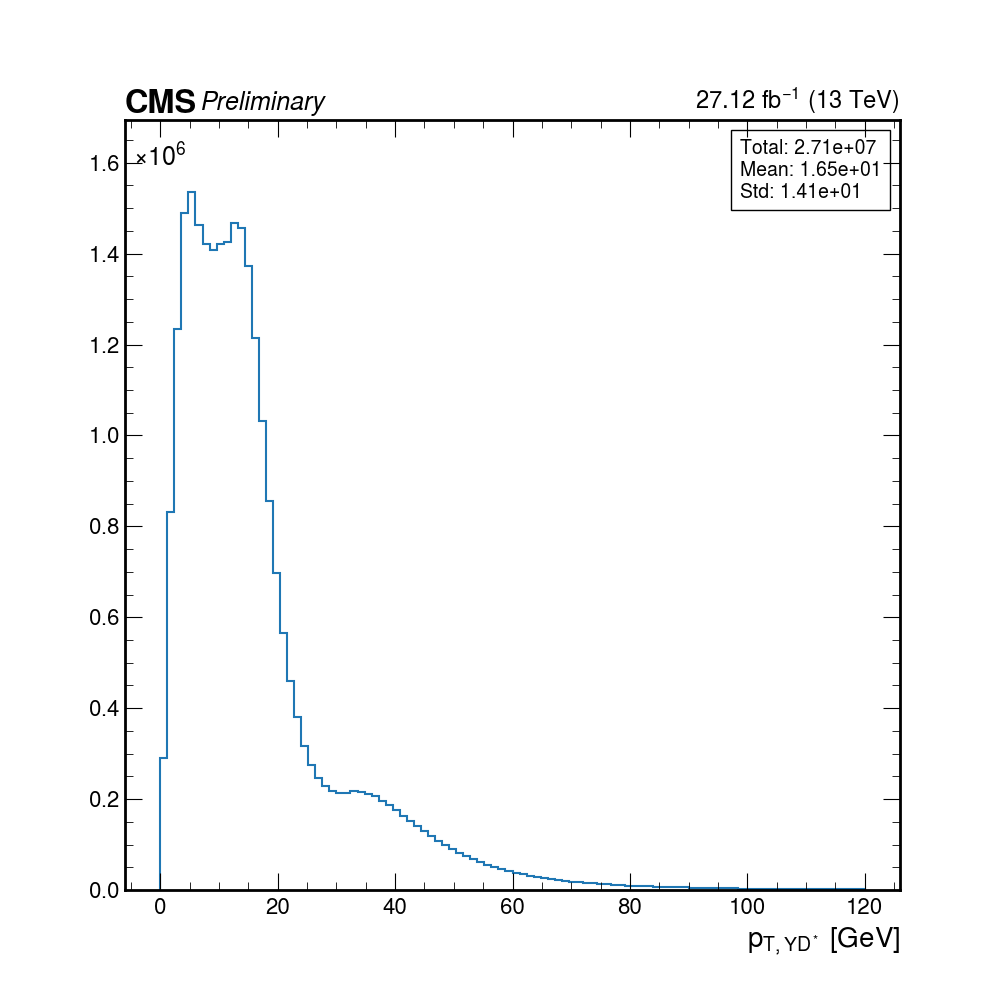 CMS Preliminary 27.12 fb⁻¹ (13 TeV)
×10⁶
Total: 2.71e+07
Mean: 1.65e+01
Std: 1.41e+01
1.6
1.4
1.2
1.0
0.8
0.6
0.4
0.2
0.0
0 20 40 60 80 100 120
p_{T, YD*} [GeV]